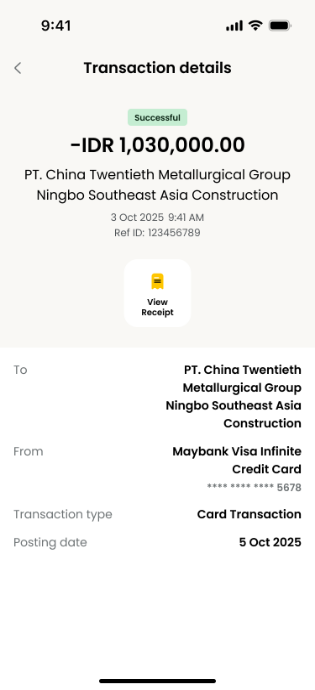 9:41
Transaction details
Successful
-IDR 1,030,000.00
PT. China Twentieth Metallurgical Group
Ningbo Southeast Asia Construction
3 Oct 2025 9:41 AM
Ref ID: 123456789
View
Receipt
To
PT. China Twentieth
Metallurgical Group
Ningbo Southeast Asia
Construction
From
Maybank Visa Infinite
Credit Card
**** **** **** 5678
Transaction type
Card Transaction
Posting date
5 Oct 2025